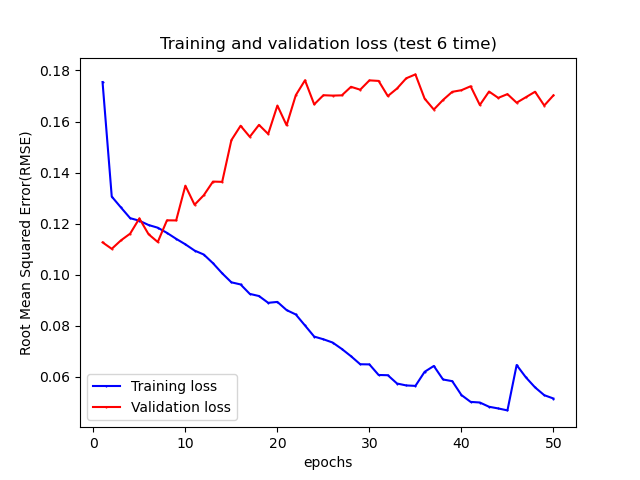 Training and validation loss (test 6 time)
0.18
0.16
0.14
0.12
0.10
0.08
0.06
Root Mean Squared Error(RMSE)
Training loss
Validation loss
0 10 20 30 40 50
epochs